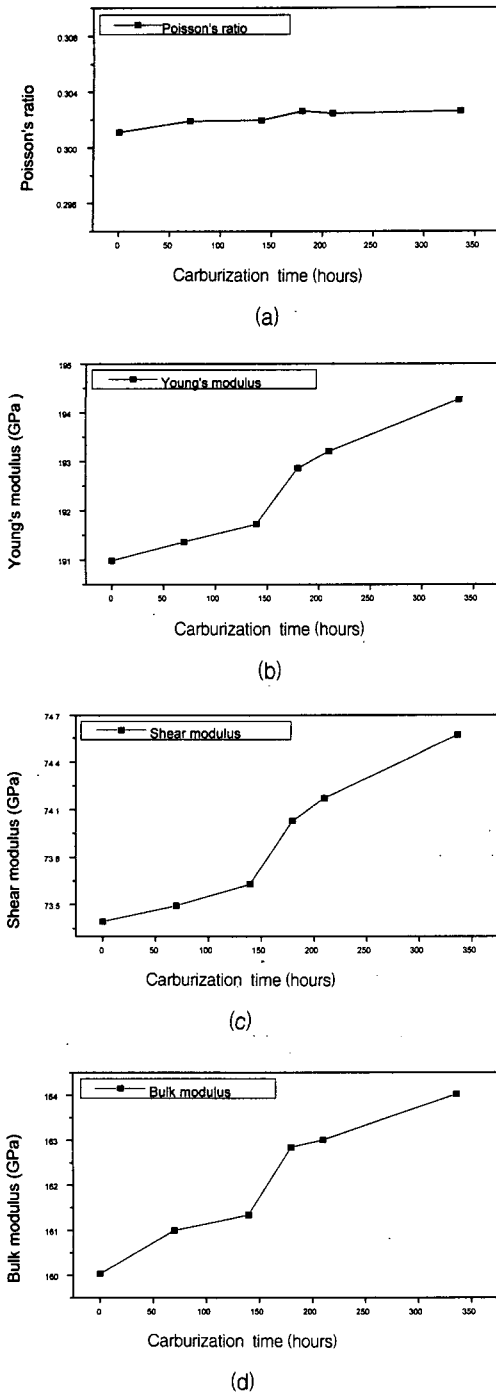 0.308
Poisson's ratio
0.304
0.300
0.296
Poisson's ratio
0 50 100 150 200 250 300 350
Carburization time (hours)
(a)
195
Young's modulus
194
193
192
191
Young's modulus (GPa)
0 50 100 150 200 250 300 350
Carburization time (hours)
(b)
74.7
Shear modulus
74.4
74.1
73.8
73.5
Shear modulus (GPa)
0 50 100 150 200 250 300 350
Carburization time (hours)
(c)
Bulk modulus
164
163
162
161
160
Bulk modulus (GPa)
0 50 100 150 200 250 300 350
Carburization time (hours)
(d)